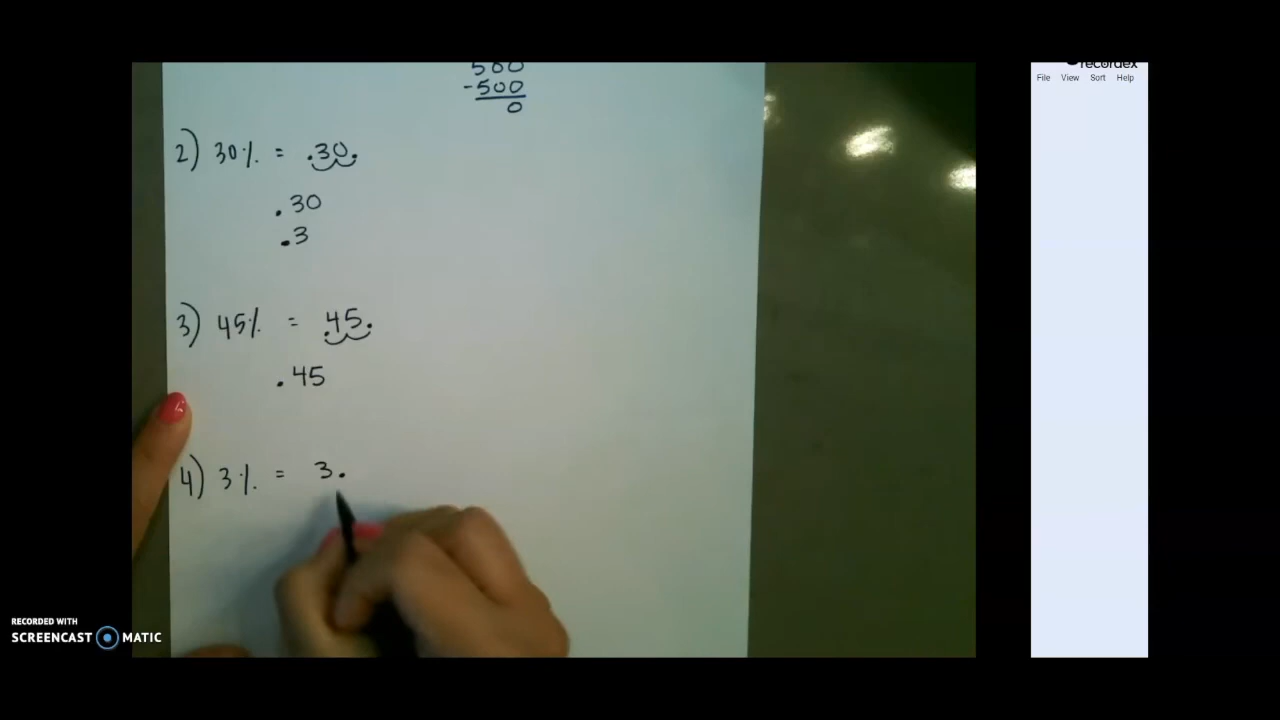 recordex
File View Sort Help
500
-500
0
2) 30% = .30.
.30
.3
3) 45% = .45.
.45
4) 3% = 3.
RECORDED WITH
SCREENCAST MATIC